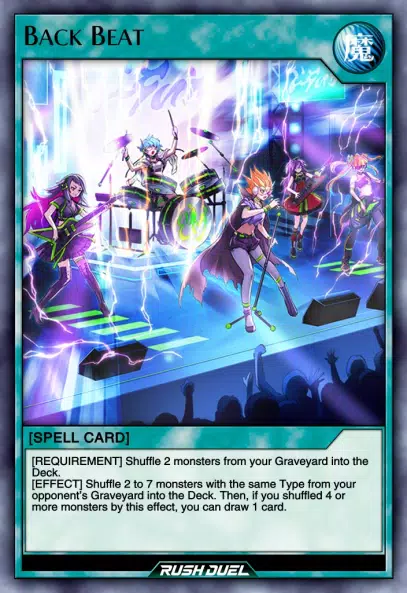 Back Beat
魔
[SPELL CARD]
[REQUIREMENT] Shuffle 2 monsters from your Graveyard into the
Deck.
[EFFECT] Shuffle 2 to 7 monsters with the same Type from your
opponent's Graveyard into the Deck. Then, if you shuffled 4 or
more monsters by this effect, you can draw 1 card.
RUSH DUEL